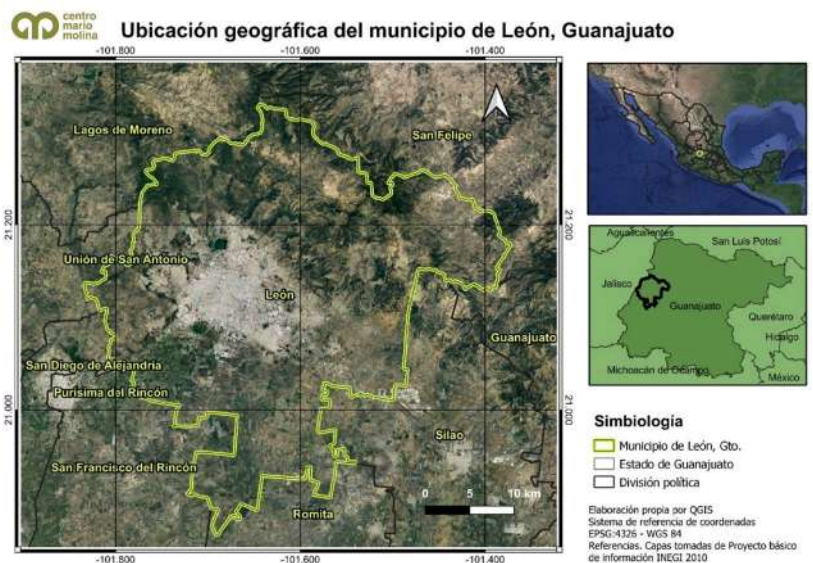 centro
mario
molina
Ubicación geográfica del municipio de León, Guanajuato
-101.800 -101.600 -101.400
Lagos de Moreno
San Felipe
21.200 21.200
Unión de San Antonio
León
Guanajuato
San Diego de Alejandría
Purísima del Rincón
21.000 21.000
Silao
San Francisco del Rincón
0 5 10 km
Romita
-101.800 -101.600 -101.400
Aguascalientes
San Luis Potosí
Jalisco
Guanajuato
Querétaro
Hidalgo
Michoacán de Ocampo
México
Simbiología
Municipio de León, Gto.
Estado de Guanajuato
División política
Elaboración propia por QGIS
Sistema de referencia de coordenadas
EPSG:4326 - WGS 84
Referencias. Capas tomadas de Proyecto básico
de información INEGI 2010